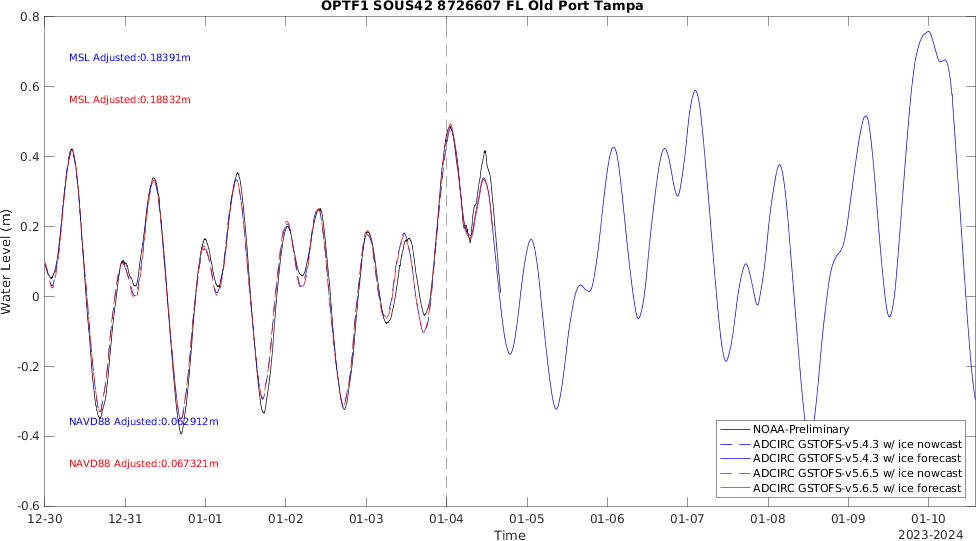 OPTF1 SOUS42 8726607 FL Old Port Tampa
0.8
0.6
0.4
0.2
0
-0.2
-0.4
-0.6
Water Level (m)
MSL Adjusted:0.18391m
MSL Adjusted:0.18832m
NAVD88 Adjusted:0.062912m
NAVD88 Adjusted:0.067321m
NOAA-Preliminary
ADCIRC GSTOFS-v5.4.3 w/ ice nowcast
ADCIRC GSTOFS-v5.4.3 w/ ice forecast
ADCIRC GSTOFS-v5.6.5 w/ ice nowcast
ADCIRC GSTOFS-v5.6.5 w/ ice forecast
12-30 12-31 01-01 01-02 01-03 01-04 01-05 01-06 01-07 01-08 01-09 01-10
Time
2023-2024